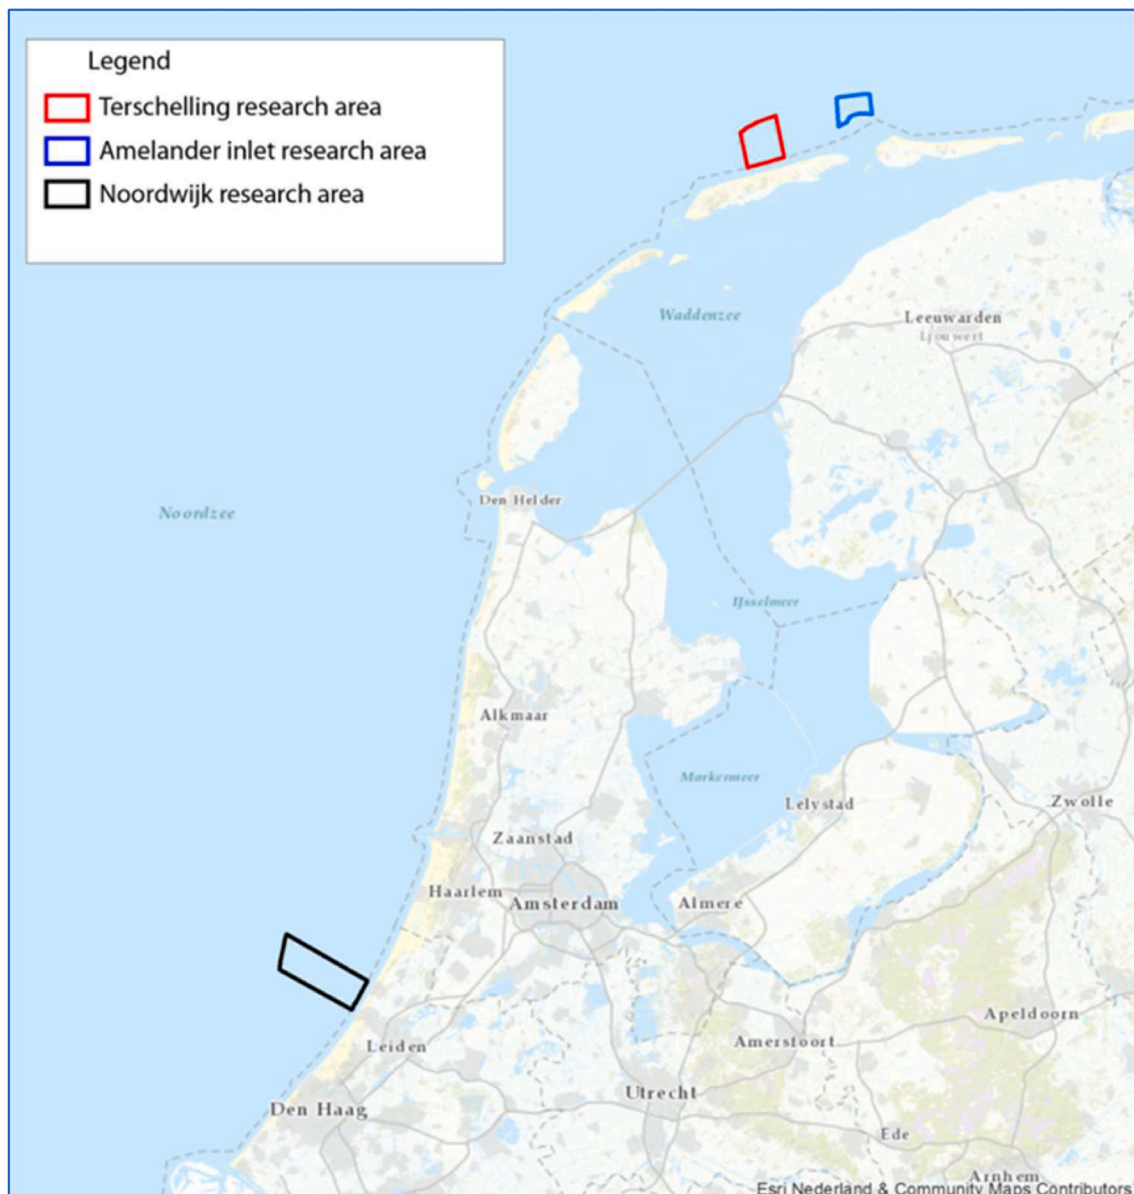 Legend
Terschelling research area
Amelander inlet research area
Noordwijk research area
Waddenzee
Leeuwarden
Ljouwert
Noordzee
Den Helder
IJsselmeer
Alkmaar
Markermeer
Lelystad
Zwolle
Zaanstad
Haarlem
Amsterdam
Almere
Apeldoorn
Leiden
Amersfoort
Utrecht
Den Haag
Ede
Arnhem
Esri Nederland & Community Maps Contributors